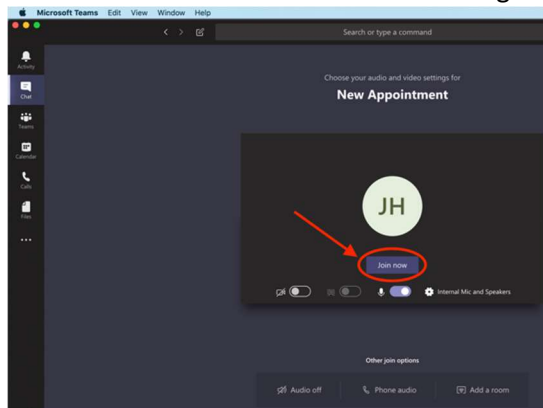 Microsoft Teams Edit View Window Help
Search or type a command
Activity
Chat
Teams
Calendar
Calls
Files
Choose your audio and video settings for
New Appointment
JH
Join now
Internal Mic and Speakers
Other join options
Audio off Phone audio Add a room